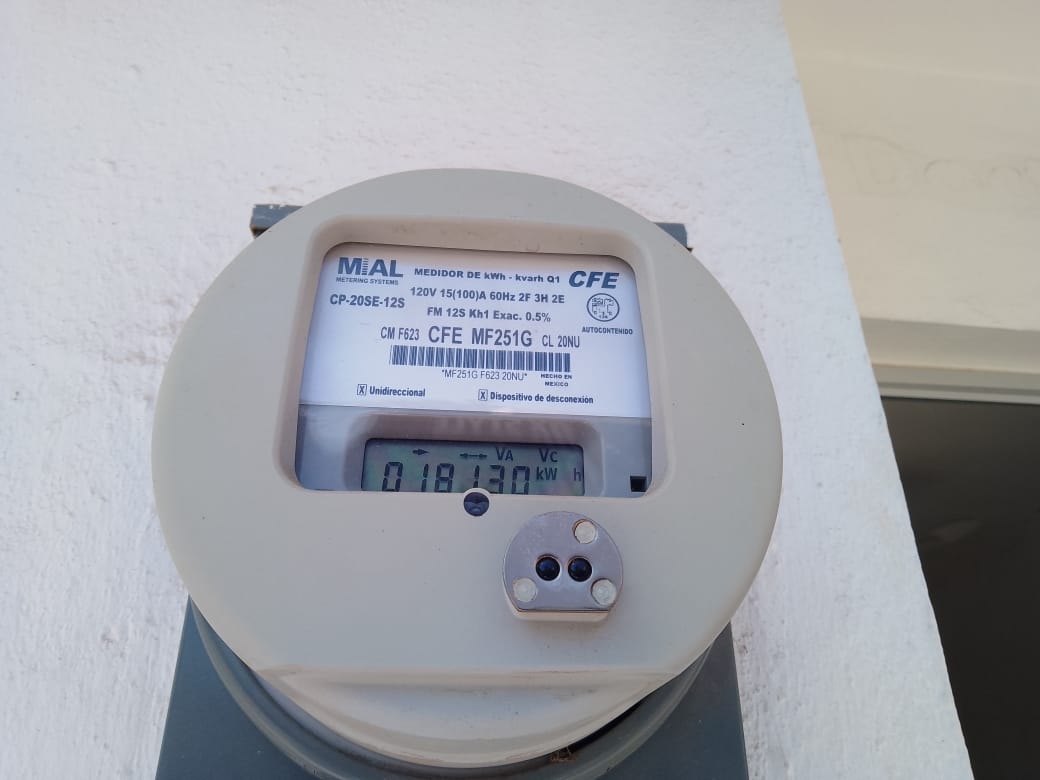 MIAL
METERING SYSTEMS
MEDIDOR DE kWh - kvarh Q1
CFE
CP-20SE-12S
120V 15(100)A 60Hz 2F 3H 2E
FM 12S Kh1 Exac. 0.5%
AUTOCONTENIDO
CM F623 CFE MF251G CL 20NU
*MF251G F623 20NU*
HECHO EN
MEXICO
X Unidireccional
X Dispositivo de desconexión
VA Vc
018130 kW h